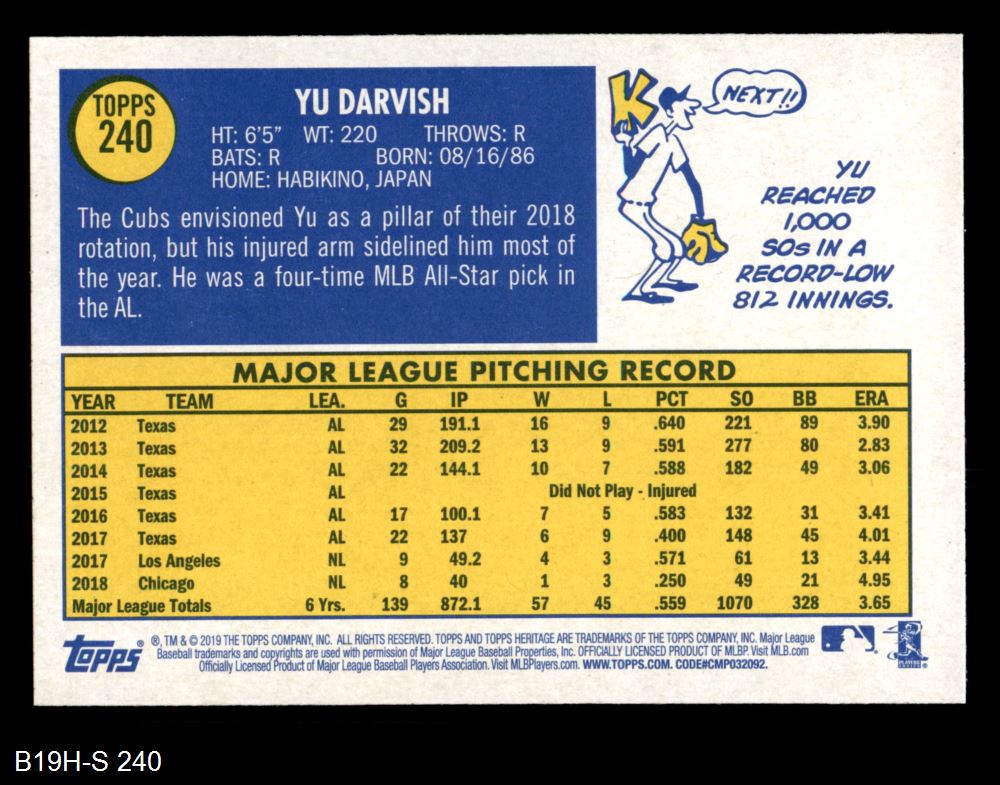 TOPPS
240
YU DARVISH
HT: 6'5" WT: 220 THROWS: R
BATS: R BORN: 08/16/86
HOME: HABIKINO, JAPAN
The Cubs envisioned Yu as a pillar of their 2018
rotation, but his injured arm sidelined him most of
the year. He was a four-time MLB All-Star pick in
the AL.
K
NEXT!!
YU
REACHED
1,000
SOs IN A
RECORD-LOW
812 INNINGS.
MAJOR LEAGUE PITCHING RECORD
YEAR TEAM LEA. G IP W L PCT SO BB ERA
2012 Texas AL 29 191.1 16 9 .640 221 89 3.90
2013 Texas AL 32 209.2 13 9 .591 277 80 2.83
2014 Texas AL 22 144.1 10 7 .588 182 49 3.06
2015 Texas AL Did Not Play - Injured
2016 Texas AL 17 100.1 7 5 .583 132 31 3.41
2017 Texas AL 22 137 6 9 .400 148 45 4.01
2017 Los Angeles NL 9 49.2 4 3 .571 61 13 3.44
2018 Chicago NL 8 40 1 3 .250 49 21 4.95
Major League Totals 6 Yrs. 139 872.1 57 45 .559 1070 328 3.65
Topps®
®, TM & © 2019 THE TOPPS COMPANY, INC. ALL RIGHTS RESERVED. TOPPS AND TOPPS HERITAGE ARE TRADEMARKS OF THE TOPPS COMPANY, INC. Major League
Baseball trademarks and copyrights are used with permission of Major League Baseball Properties, Inc. OFFICIALLY LICENSED PRODUCT OF MLBP. Visit MLB.com
Officially Licensed Product of Major League Baseball Players Association. Visit MLBPlayers.com. WWW.TOPPS.COM. CODE#CMP032092.
B19H-S 240